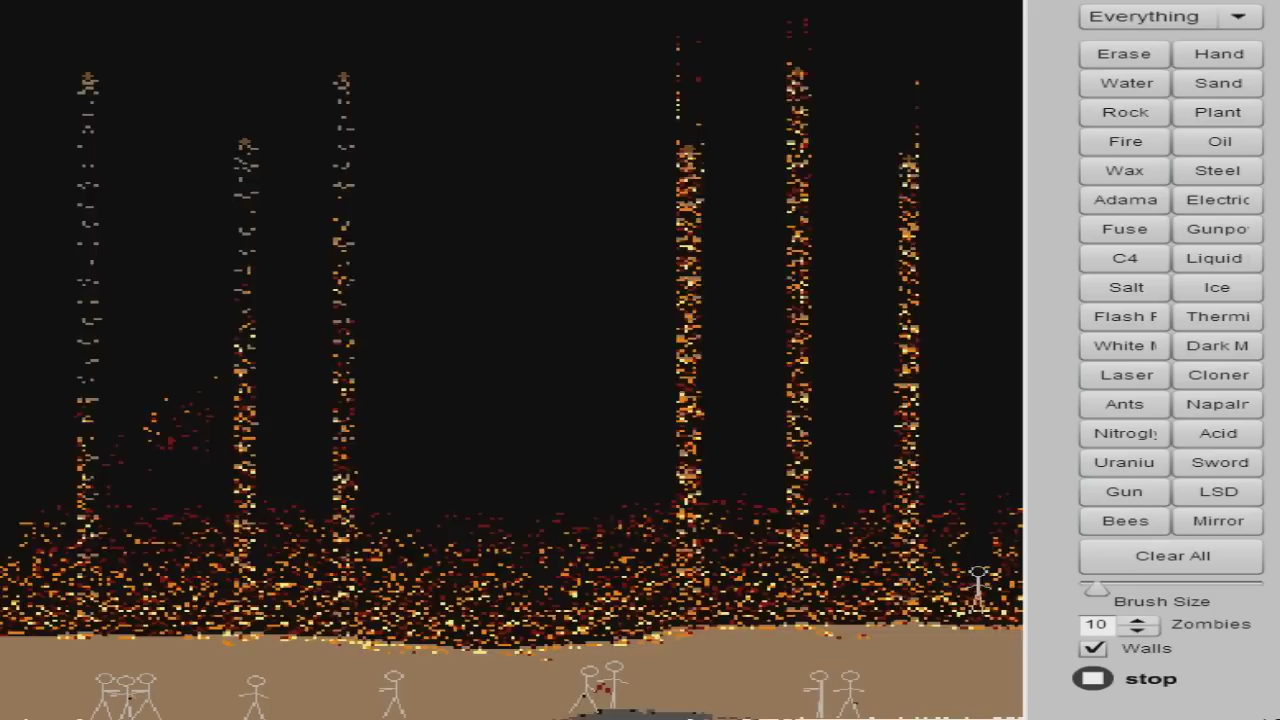 Everything
Erase Hand
Water Sand
Rock Plant
Fire Oil
Wax Steel
Adama Electric
Fuse Gunpo
C4 Liquid
Salt Ice
Flash F Thermi
White M Dark M
Laser Cloner
Ants Napalr
Nitrogly Acid
Uraniu Sword
Gun LSD
Bees Mirror
Clear All
Brush Size
10 Zombies
Walls
stop